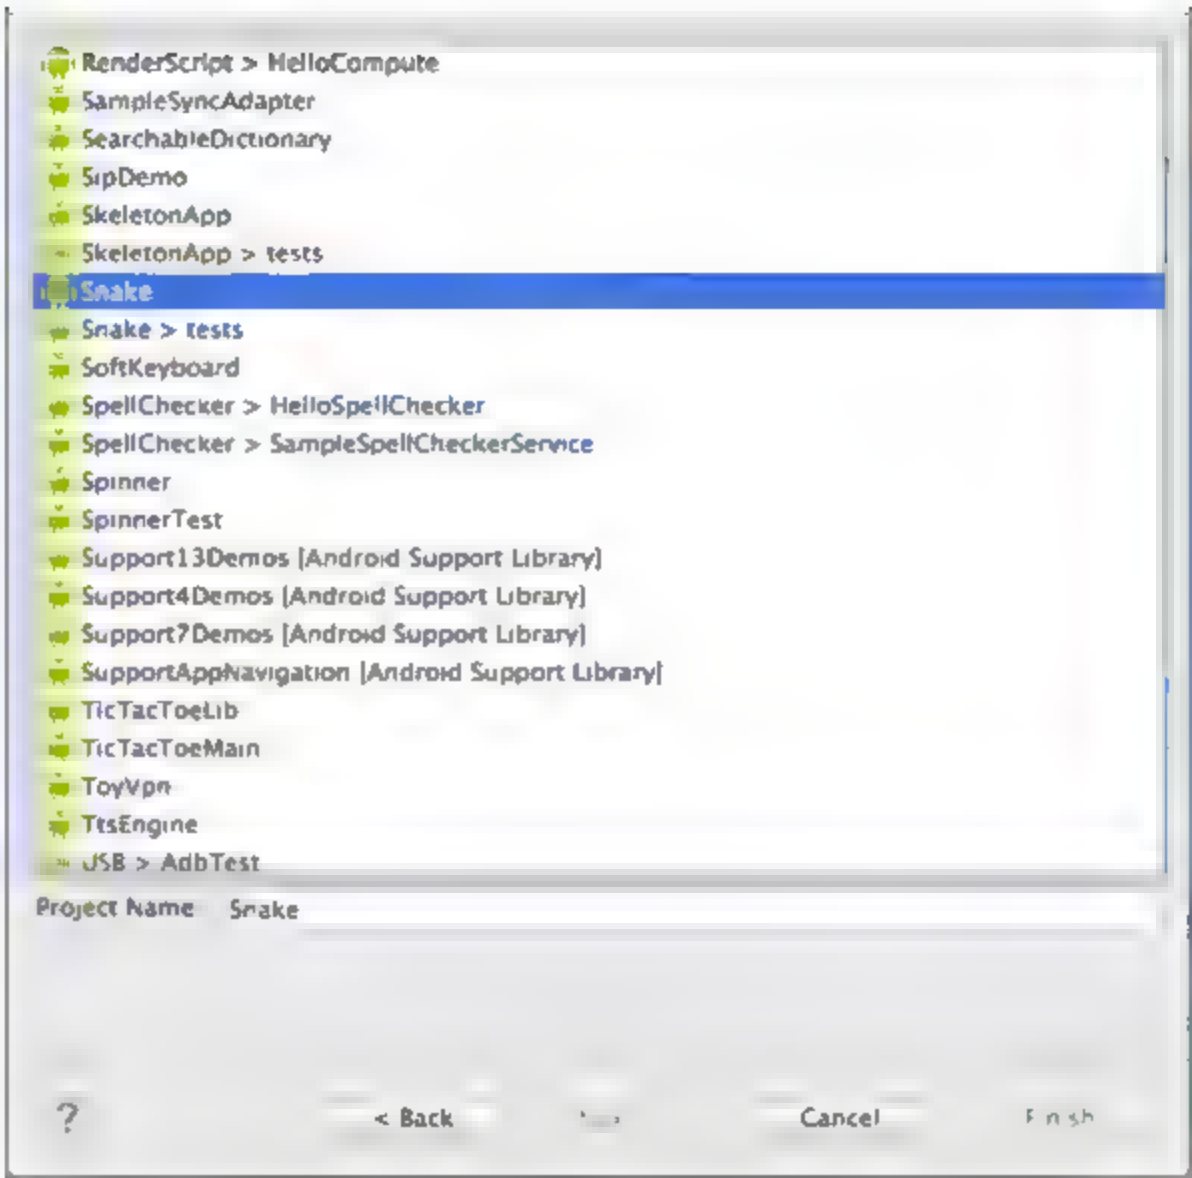 RenderScript > HelloCompute
SampleSyncAdapter
SearchableDictionary
SipDemo
SkeletonApp
SkeletonApp > tests
Snake
Snake > tests
SoftKeyboard
SpellChecker > HelloSpellChecker
SpellChecker > SampleSpellCheckerService
Spinner
SpinnerTest
Support13Demos [Android Support Library]
Support4Demos [Android Support Library]
Support7Demos [Android Support Library]
SupportAppNavigation [Android Support Library]
TicTacToeLib
TicTacToeMain
ToyVpn
TtsEngine
USB > AdbTest
Project Name Snake
? < Back Cancel Finish